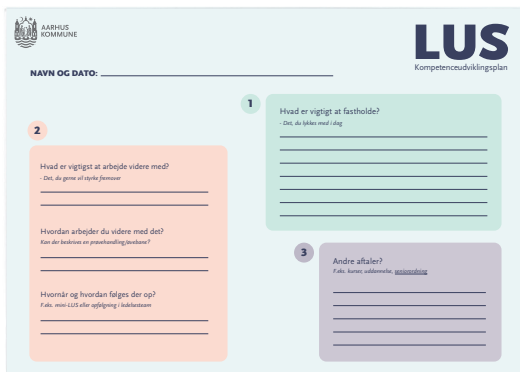 AARHUS
KOMMUNE
LUS
Kompetenceudviklingsplan
NAVN OG DATO:
1
Hvad er vigtigt at fastholde?
- Det, du lykkes med i dag
2
Hvad er vigtigst at arbejde videre med?
- Det, du gerne vil styrke fremover
Hvordan arbejder du videre med det?
Kan der beskrives en prøvehandling/øvebane?
Hvornår og hvordan følges der op?
F.eks. mini-LUS eller opfølgning i ledelsesteam
3
Andre aftaler?
F.eks. kurser, uddannelse, seniorordning